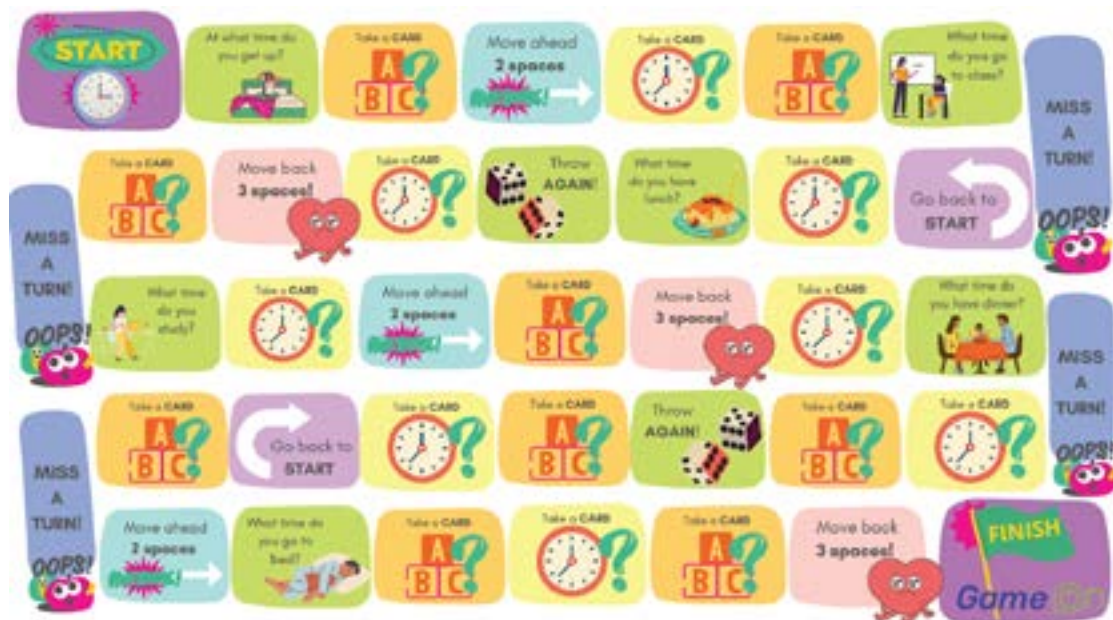 START
At what time do
you get up?
Take a CARD
A
B C
?
Move ahead
2 spaces
Take a CARD
?
Take a CARD
A
B C
?
What time
do you go
to class?
MISS
A
TURN!
OOPS!
Take a CARD
A
B C
?
Move back
3 spaces!
Take a CARD
?
Throw
AGAIN!
What time
do you have
lunch?
Take a CARD
?
Go back to
START
MISS
A
TURN!
OOPS!
What time
do you
study?
Take a CARD
?
Move ahead
2 spaces
Take a CARD
A
B C
?
Move back
3 spaces!
Take a CARD
?
What time do
you have dinner?
MISS
A
TURN!
OOPS!
Take a CARD
A
B C
?
Go back to
START
Take a CARD
?
Take a CARD
A
B C
?
Throw
AGAIN!
Take a CARD
A
B C
?
Take a CARD
?
MISS
A
TURN!
OOPS!
Move ahead
2 spaces
What time do
you go to
Bed?
Take a CARD
A
B C
?
Take a CARD
?
Take a CARD
A
B C
?
Move back
3 spaces!
FINISH
Game On